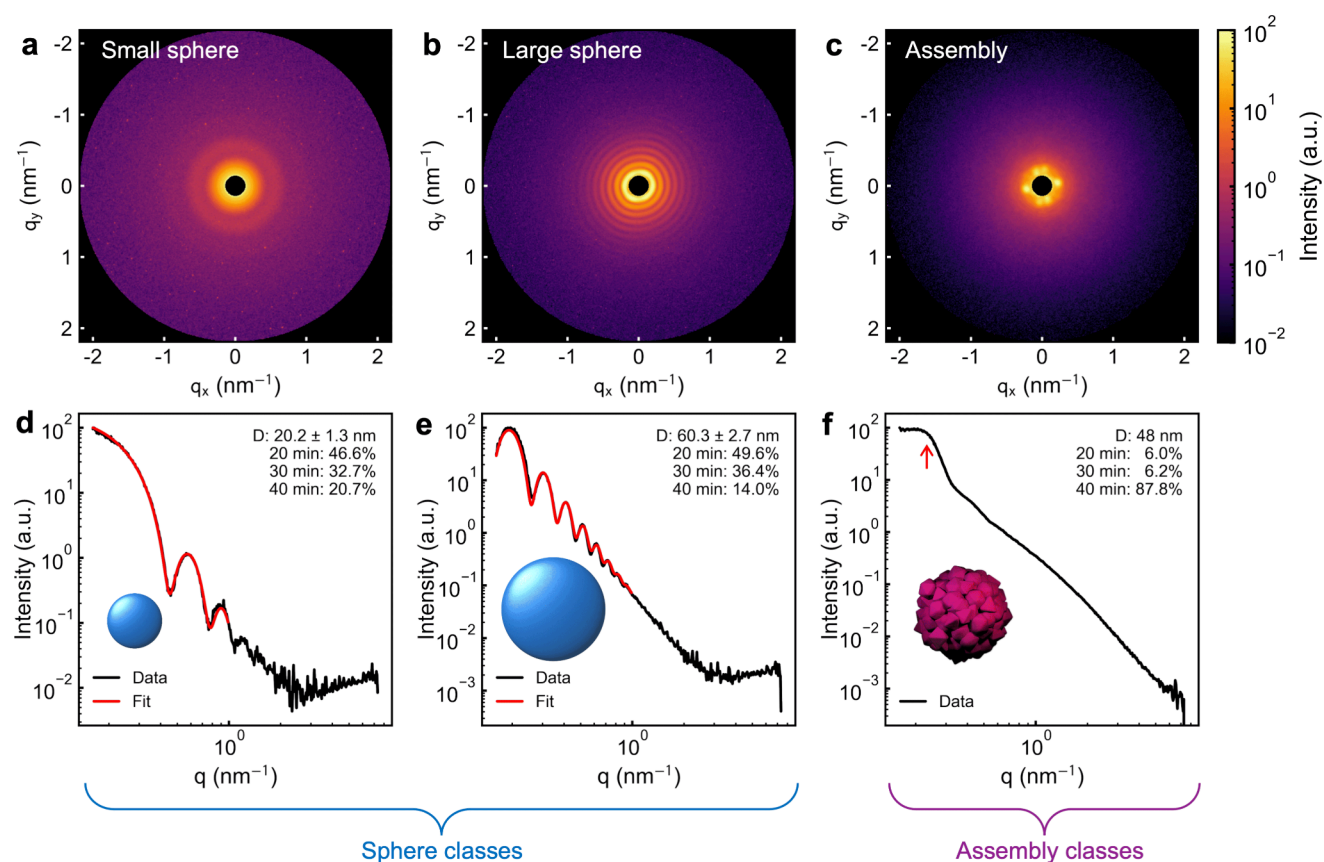 a
Small sphere
b
Large sphere
c
Assembly
-2
-1
0
1
2
q_y (nm⁻¹)
-2 -1 0 1 2
q_x (nm⁻¹)
-2
-1
0
1
2
q_y (nm⁻¹)
-2 -1 0 1 2
q_x (nm⁻¹)
-2
-1
0
1
2
q_y (nm⁻¹)
-2 -1 0 1 2
q_x (nm⁻¹)
10²
10¹
10⁰
10⁻¹
10⁻²
Intensity (a.u.)
d
D: 20.2 ± 1.3 nm
20 min: 46.6%
30 min: 32.7%
40 min: 20.7%
10²
10¹
10⁰
10⁻¹
10⁻²
Intensity (a.u.)
Data
Fit
10⁰
q (nm⁻¹)
e
D: 60.3 ± 2.7 nm
20 min: 49.6%
30 min: 36.4%
40 min: 14.0%
10²
10¹
10⁰
10⁻¹
10⁻²
10⁻³
Intensity (a.u.)
Data
Fit
10⁰
q (nm⁻¹)
f
D: 48 nm
20 min: 6.0%
30 min: 6.2%
40 min: 87.8%
10²
10¹
10⁰
10⁻¹
10⁻²
10⁻³
Intensity (a.u.)
Data
10⁰
q (nm⁻¹)
Sphere classes
Assembly classes